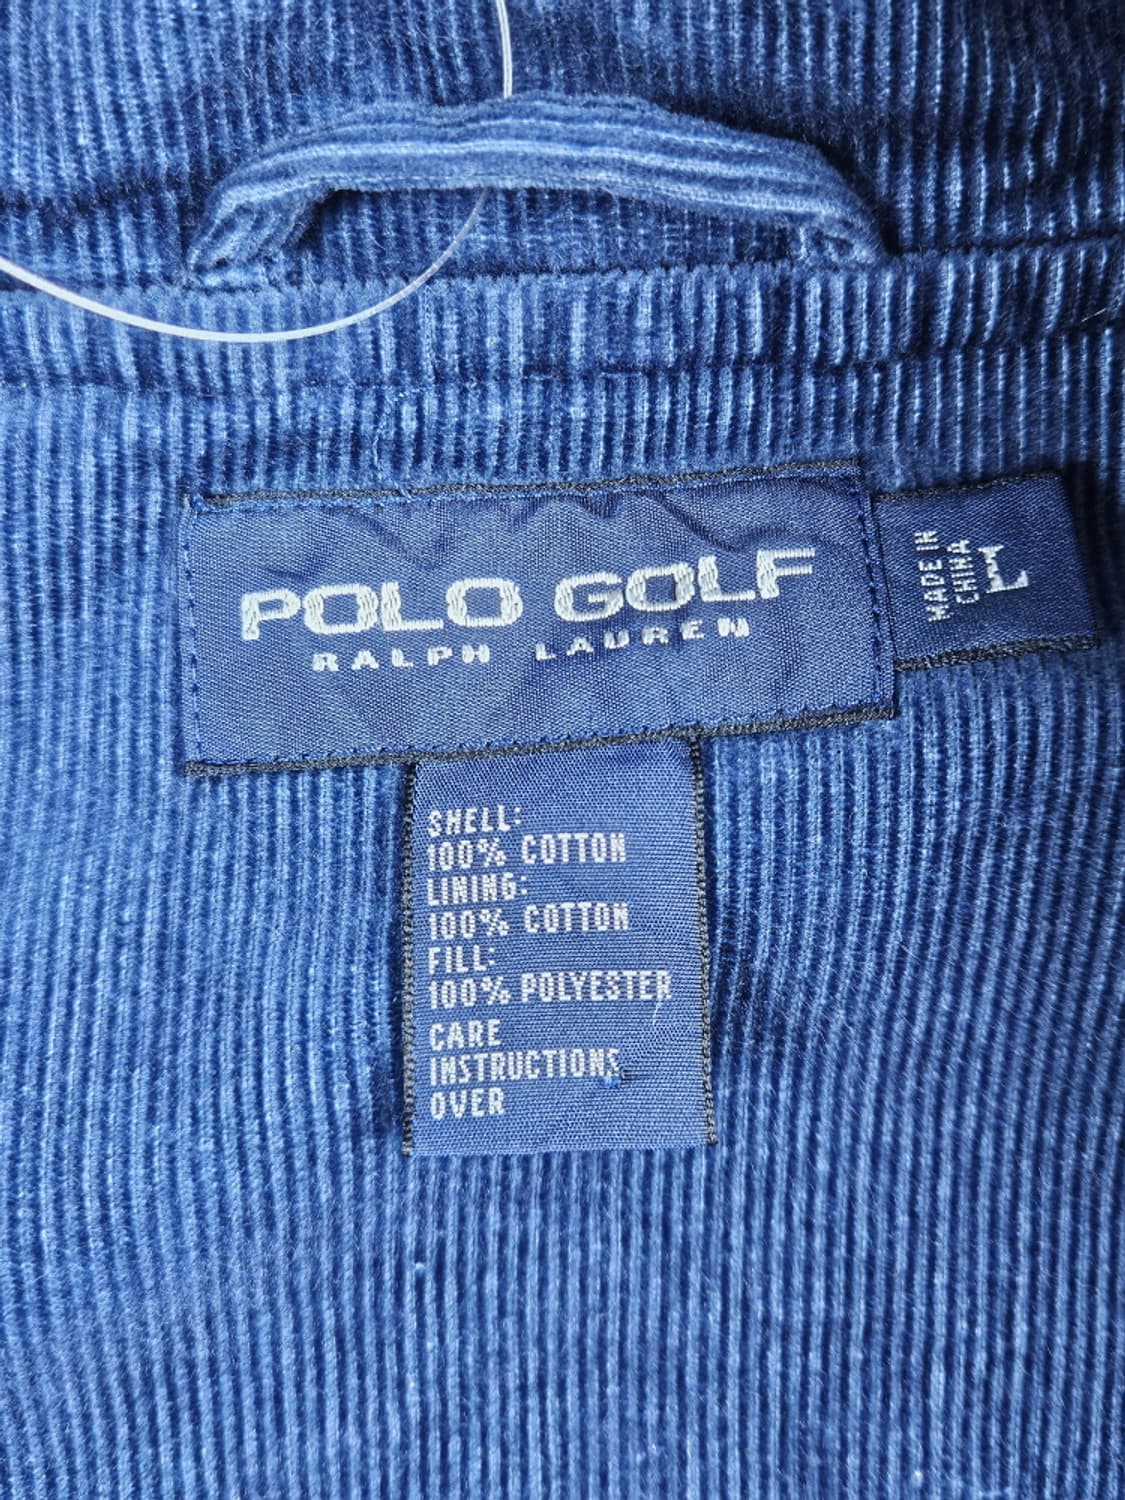 POLO GOLF
RALPH LAUREN
MADE IN
CHINA
L
SHELL:
100% COTTON
LINING:
100% COTTON
FILL:
100% POLYESTER
CARE
INSTRUCTIONS
OVER